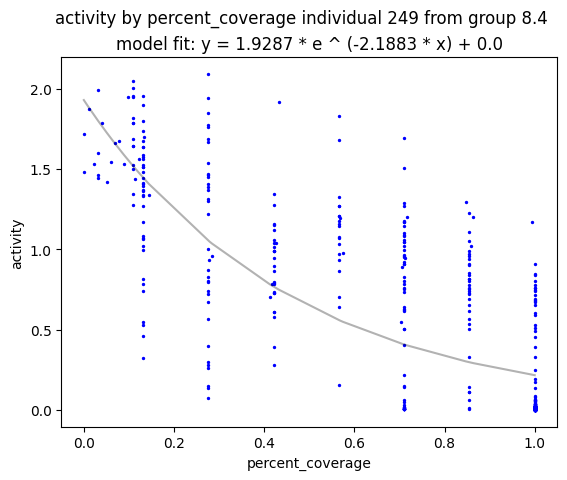 activity by percent_coverage individual 249 from group 8.4
model fit: y = 1.9287 * e ^ (-2.1883 * x) + 0.0
2.0
1.5
1.0
0.5
0.0
activity
0.0 0.2 0.4 0.6 0.8 1.0
percent_coverage